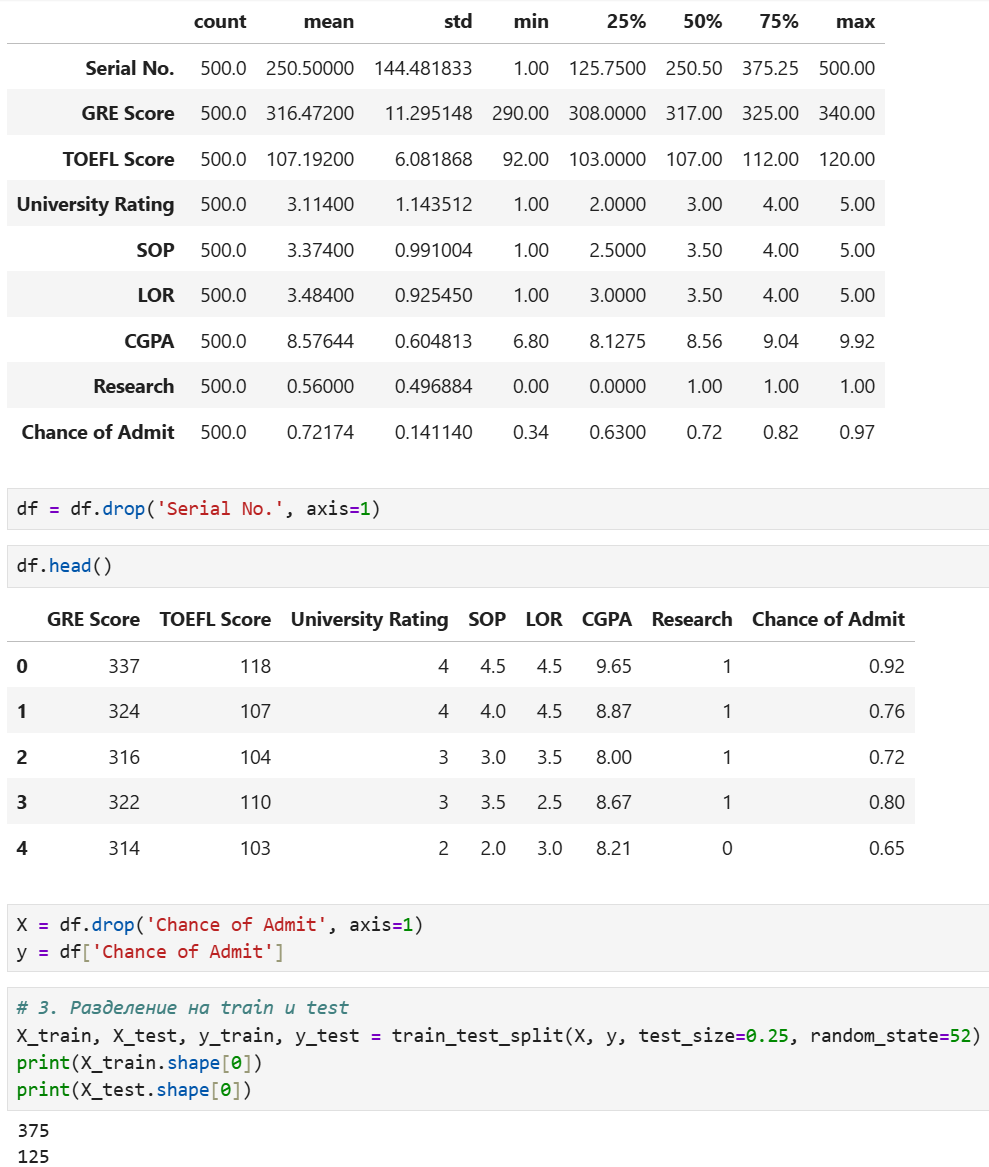 count mean std min 25% 50% 75% max
Serial No. 500.0 250.50000 144.481833 1.00 125.7500 250.50 375.25 500.00
GRE Score 500.0 316.47200 11.295148 290.00 308.0000 317.00 325.00 340.00
TOEFL Score 500.0 107.19200 6.081868 92.00 103.0000 107.00 112.00 120.00
University Rating 500.0 3.11400 1.143512 1.00 2.0000 3.00 4.00 5.00
SOP 500.0 3.37400 0.991004 1.00 2.5000 3.50 4.00 5.00
LOR 500.0 3.48400 0.925450 1.00 3.0000 3.50 4.00 5.00
CGPA 500.0 8.57644 0.604813 6.80 8.1275 8.56 9.04 9.92
Research 500.0 0.56000 0.496884 0.00 0.0000 1.00 1.00 1.00
Chance of Admit 500.0 0.72174 0.141140 0.34 0.6300 0.72 0.82 0.97
df = df.drop('Serial No.', axis=1)
df.head()
GRE Score TOEFL Score University Rating SOP LOR CGPA Research Chance of Admit
0 337 118 4 4.5 4.5 9.65 1 0.92
1 324 107 4 4.0 4.5 8.87 1 0.76
2 316 104 3 3.0 3.5 8.00 1 0.72
3 322 110 3 3.5 2.5 8.67 1 0.80
4 314 103 2 2.0 3.0 8.21 0 0.65
X = df.drop('Chance of Admit', axis=1)
y = df['Chance of Admit']
# 3. Разделение на train и test
X_train, X_test, y_train, y_test = train_test_split(X, y, test_size=0.25, random_state=52)
print(X_train.shape[0])
print(X_test.shape[0])
375
125